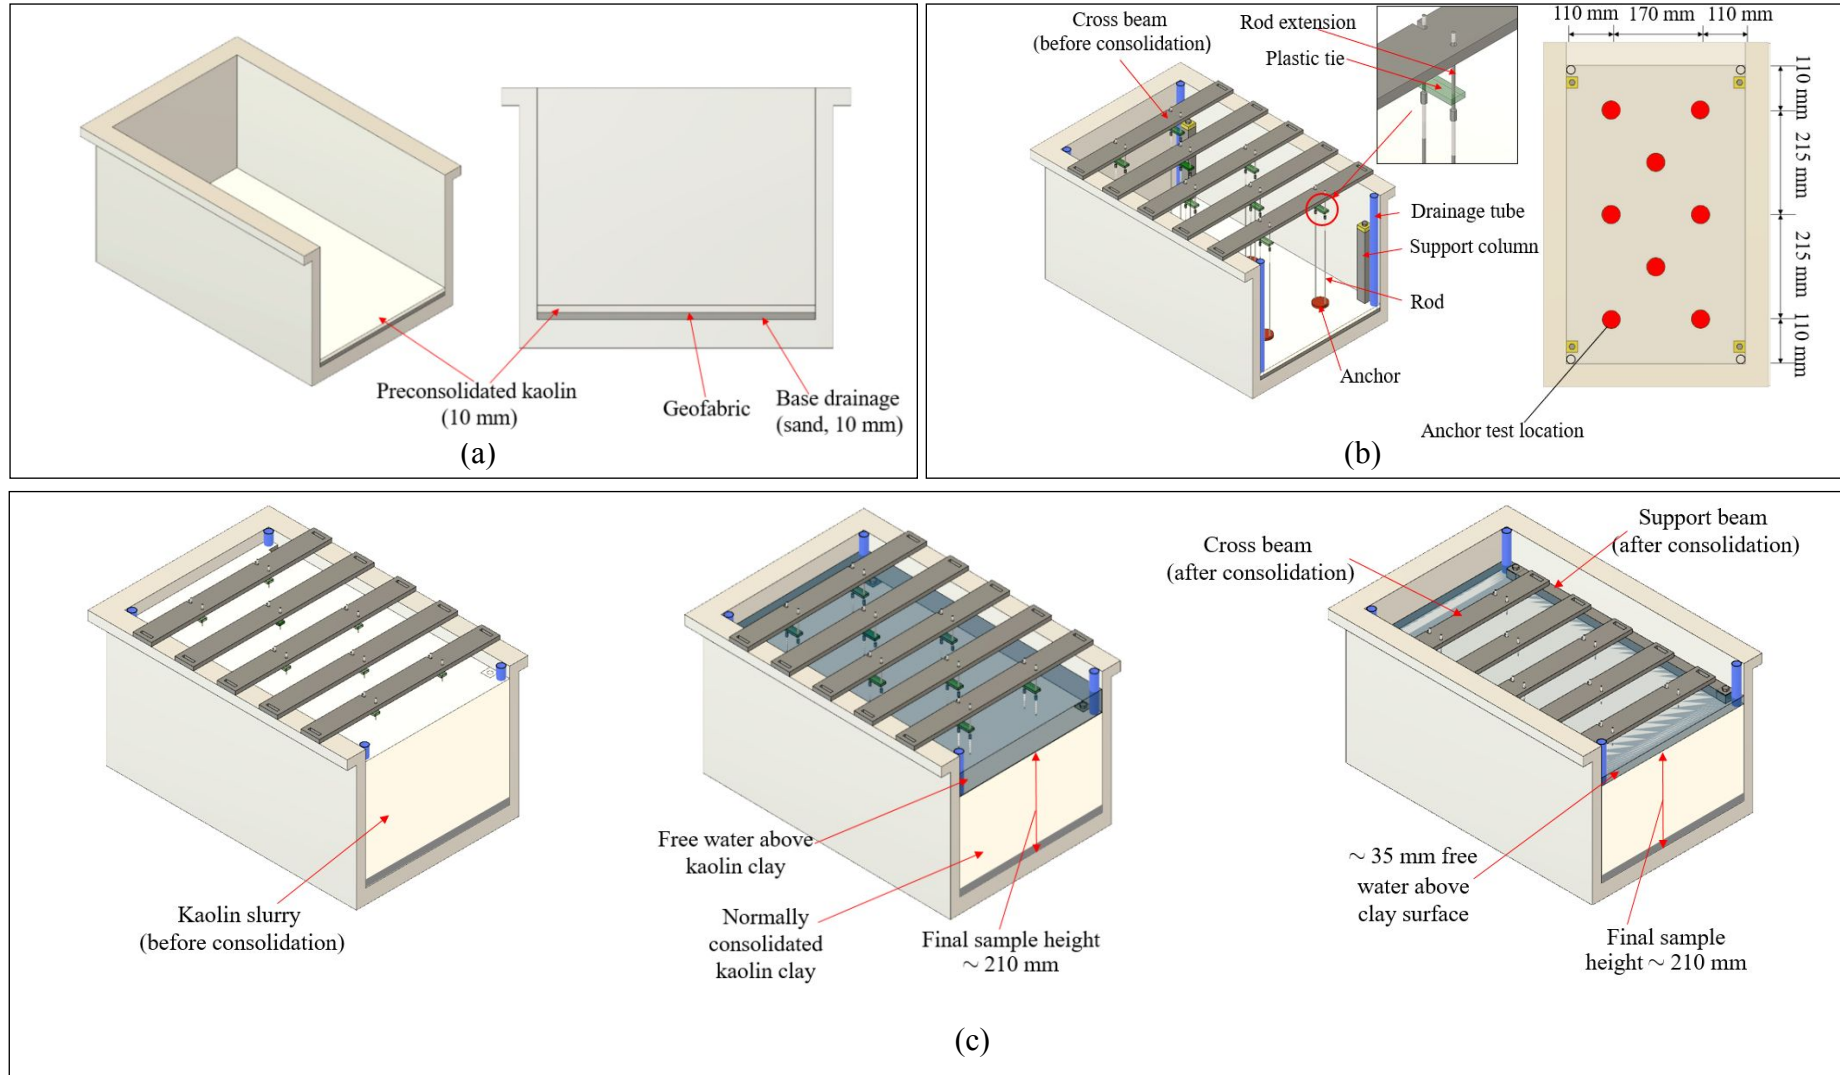 Preconsolidated kaolin
(10 mm)
Geofabric
Base drainage
(sand, 10 mm)
(a)
Cross beam
(before consolidation)
Rod extension
Plastic tie
Drainage tube
Support column
Rod
Anchor
110 mm
170 mm
110 mm
110 mm
215 mm
215 mm
110 mm
Anchor test location
(b)
Kaolin slurry
(before consolidation)
Free water above
kaolin clay
Normally
consolidated
kaolin clay
Final sample height
~ 210 mm
Cross beam
(after consolidation)
Support beam
(after consolidation)
~ 35 mm free
water above
clay surface
Final sample
height ~ 210 mm
(c)